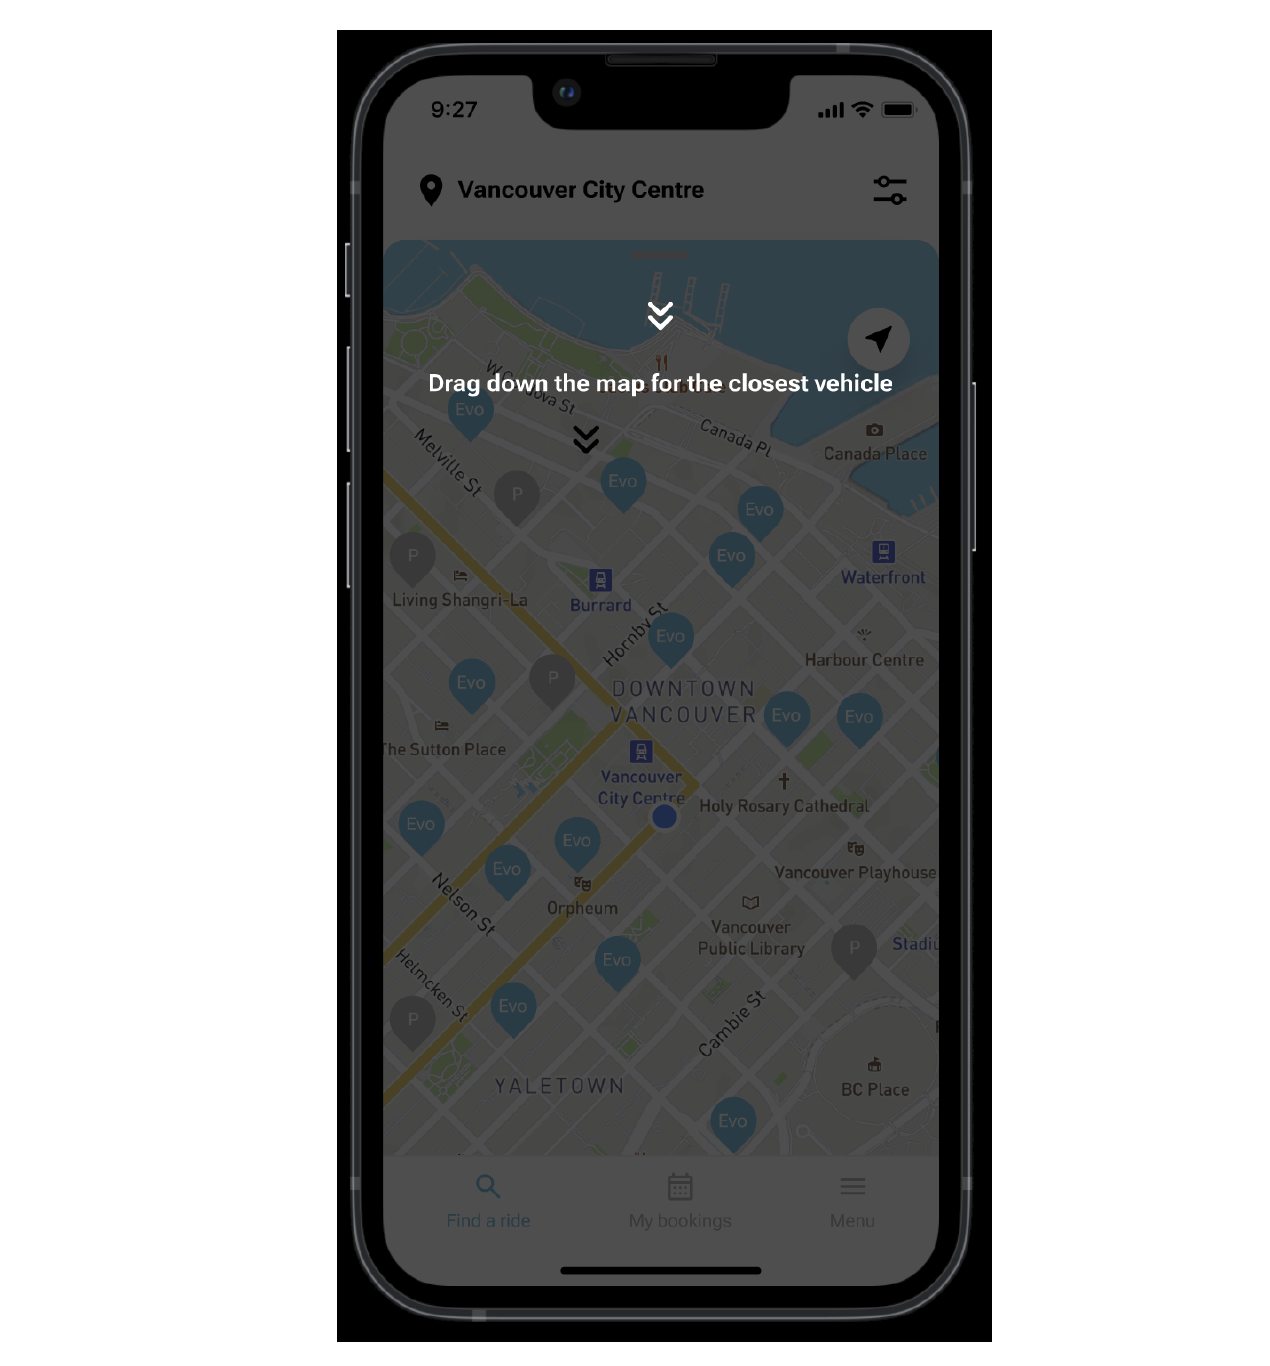 9:27
Vancouver City Centre
Drag down the map for the closest vehicle
W Cordova St
Evo
Canada Pl
Canada Place
Melville St
P
Evo
Evo
P
Evo
Waterfront
Living Shangri-La
Burrard
Hornby St
Evo
Harbour Centre
Evo
P
DOWNTOWN
VANCOUVER
Evo
Evo
The Sutton Place
Vancouver
City Centre
Holy Rosary Cathedral
Evo
Evo
Evo
Vancouver Playhouse
Nelson St
Orpheum
Vancouver
Public Library
P
Stadiu
Evo
Helmcken St
Evo
P
Cambie St
YALETOWN
BC Place
Evo
Find a ride
My bookings
Menu